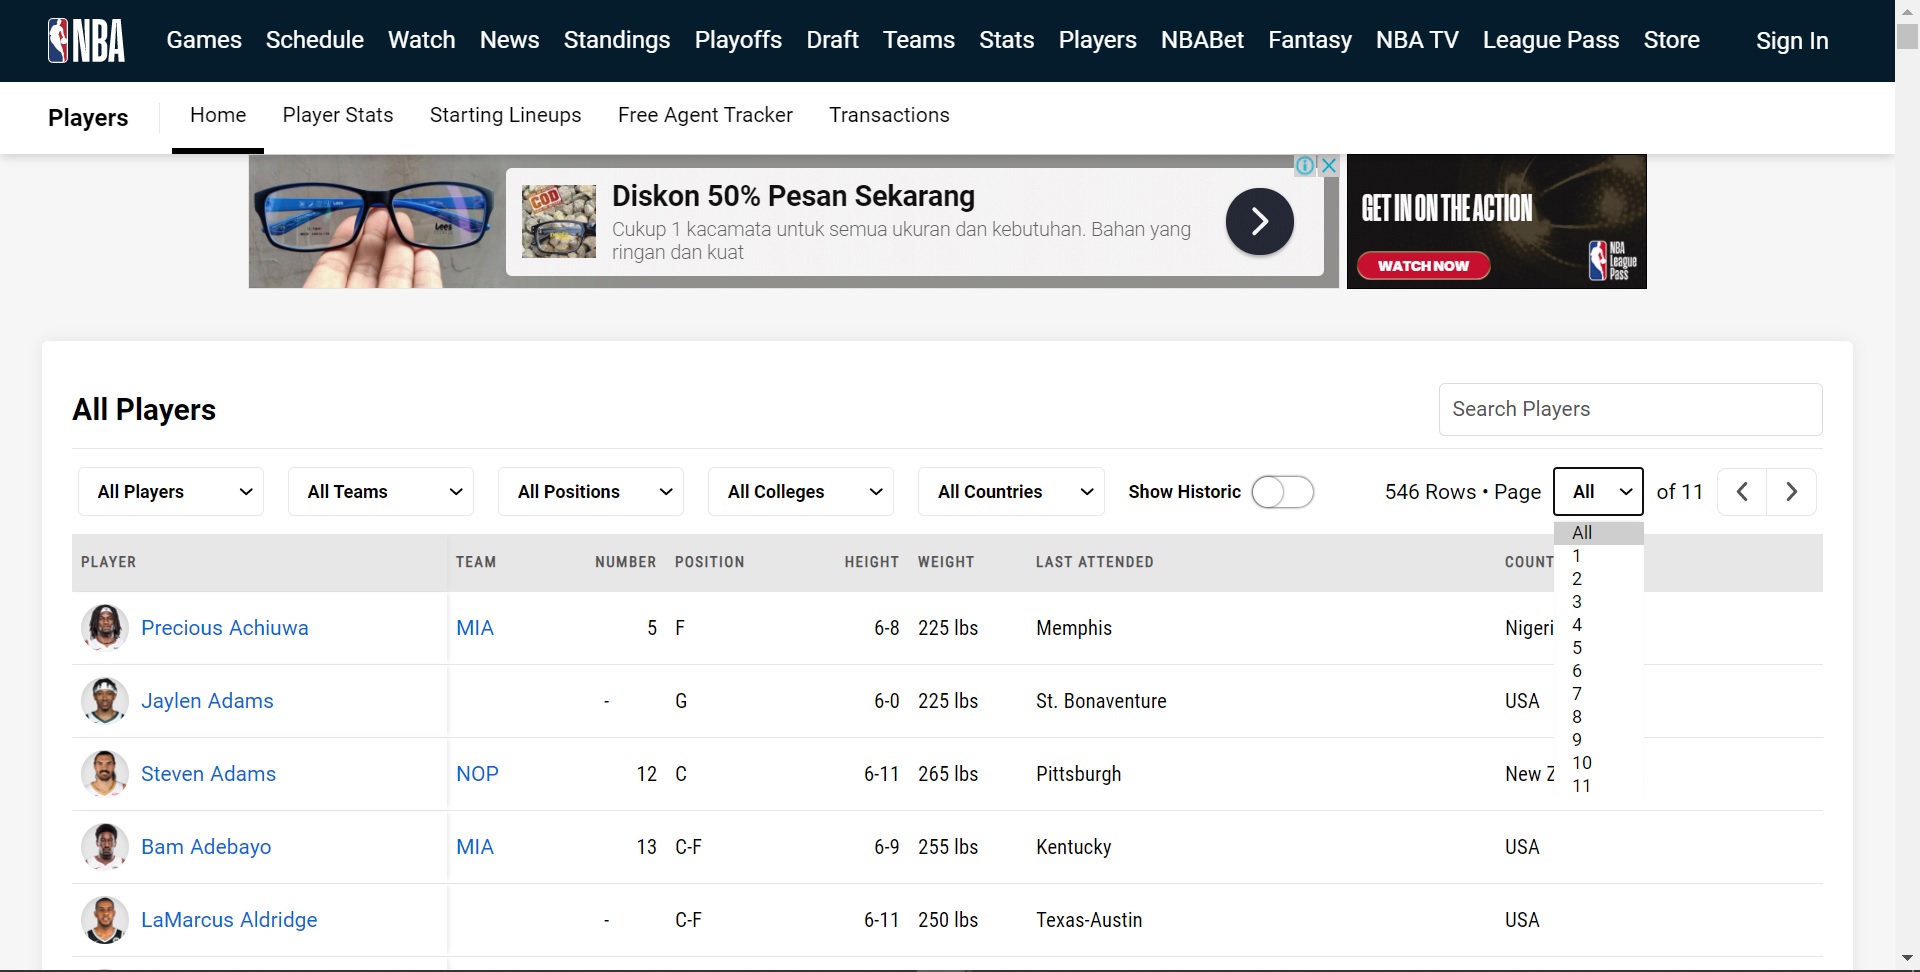 NBA
Games Schedule Watch News Standings Playoffs Draft Teams Stats Players NBABet Fantasy NBA TV League Pass Store Sign In
Players Home Player Stats Starting Lineups Free Agent Tracker Transactions
Lees
COD
Diskon 50% Pesan Sekarang
Cukup 1 kacamata untuk semua ukuran dan kebutuhan. Bahan yang
ringan dan kuat
GET IN ON THE ACTION
WATCH NOW
NBA
League
Pass
All Players
Search Players
All Players All Teams All Positions All Colleges All Countries Show Historic 546 Rows • Page All of 11
All
1
2
3
4
5
6
7
8
9
10
11
PLAYER TEAM NUMBER POSITION HEIGHT WEIGHT LAST ATTENDED COUNT
Precious Achiuwa MIA 5 F 6-8 225 lbs Memphis Nigeri
Jaylen Adams - G 6-0 225 lbs St. Bonaventure USA
Steven Adams NOP 12 C 6-11 265 lbs Pittsburgh New Z
Bam Adebayo MIA 13 C-F 6-9 255 lbs Kentucky USA
LaMarcus Aldridge - C-F 6-11 250 lbs Texas-Austin USA